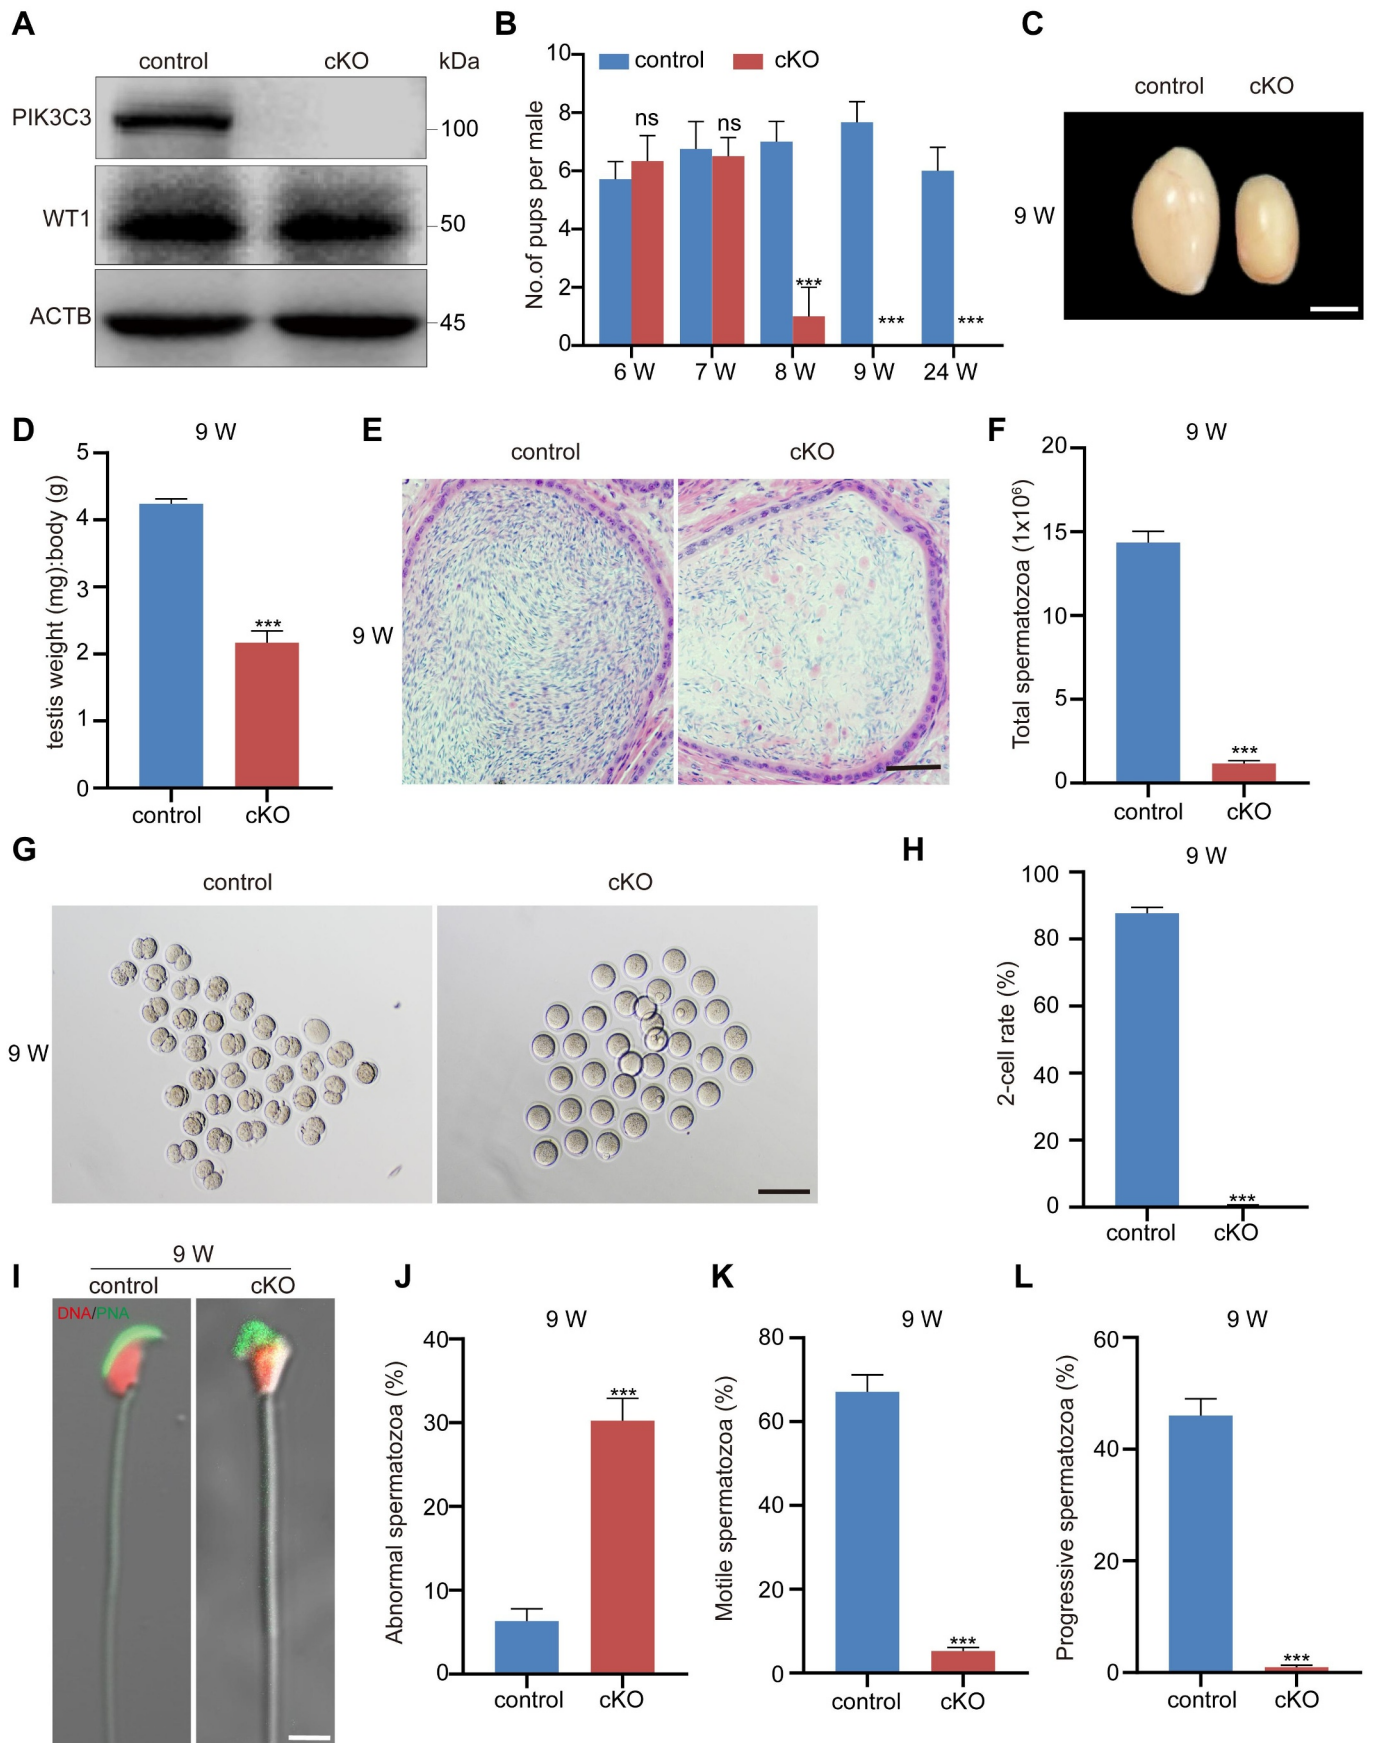 A
control cKO kDa
PIK3C3
100
WT1
50
ACTB
45
B
control cKO
No.of pups per male
10
8
6
4
2
0
ns ns *** *** ***
6 W 7 W 8 W 9 W 24 W
C
control cKO
9 W
D
9 W
testis weight (mg):body (g)
5
4
3
2
1
0
***
control cKO
E
control cKO
9 W
F
9 W
Total spermatozoa (1x10⁶)
20
15
10
5
0
***
control cKO
G
control cKO
9 W
H
9 W
2-cell rate (%)
100
80
60
40
20
0
***
control cKO
I
9 W
control cKO
DNA/PNA
J
9 W
Abnormal spermatozoa (%)
40
30
20
10
0
***
control cKO
K
9 W
Motile spermatozoa (%)
80
60
40
20
0
***
control cKO
L
9 W
Progressive spermatozoa (%)
60
40
20
0
***
control cKO